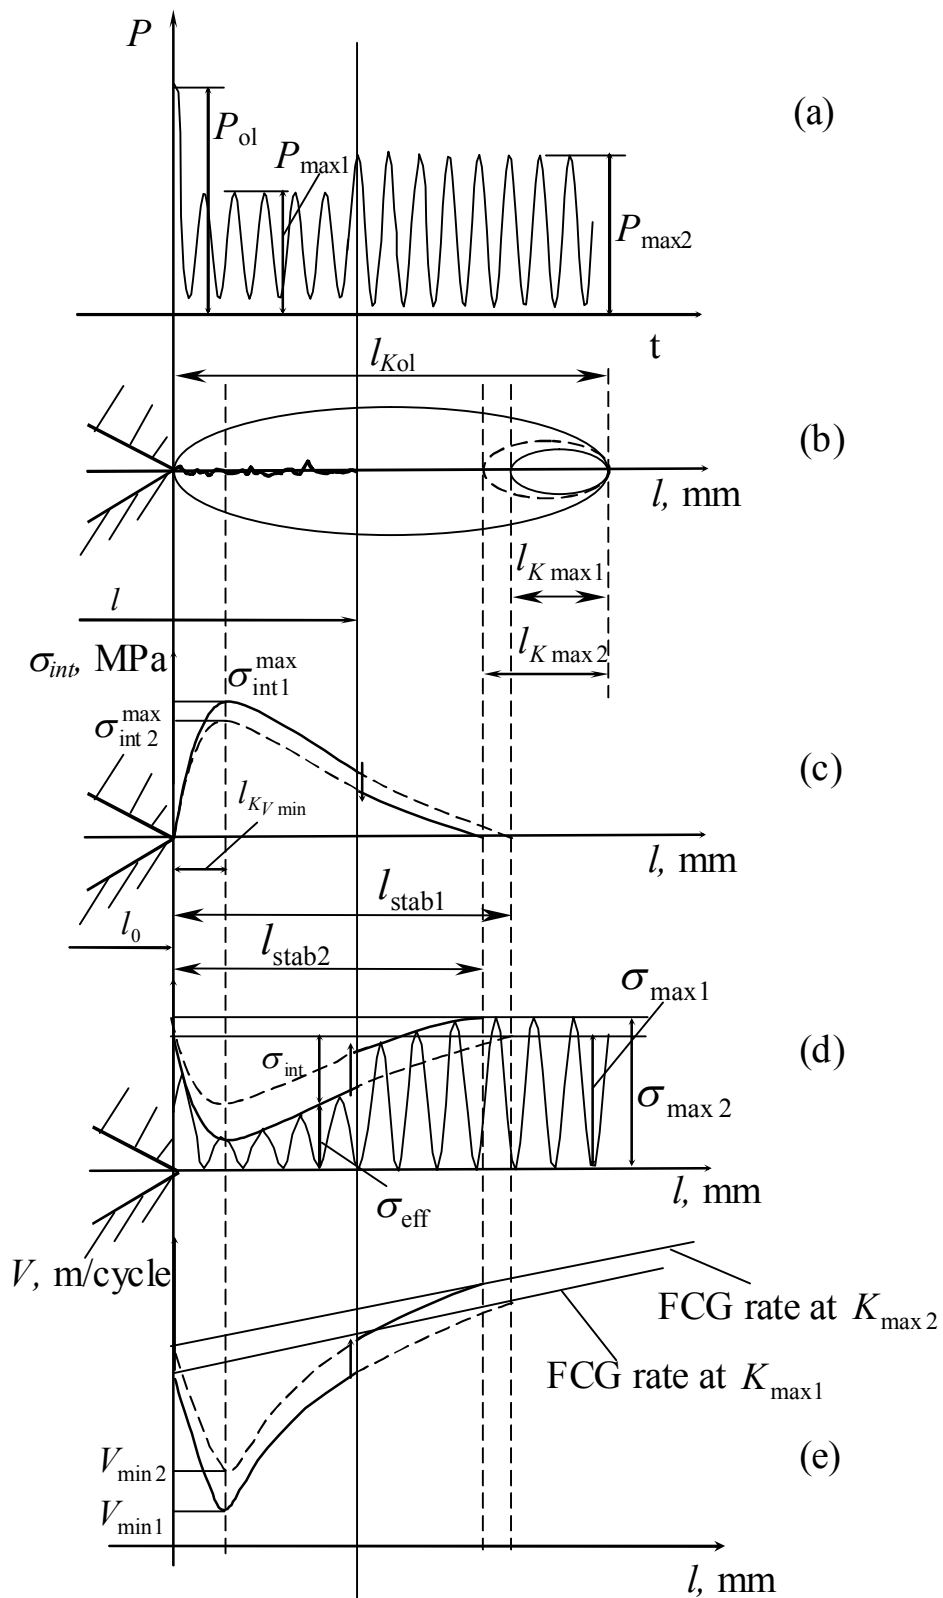 P
(a)
P_ol
P_max1
P_max2
t
l_Kol
(b)
l, mm
l_K max1
l
l_K max2
σ_int, MPa
σ_int1^max
σ_int 2^max
(c)
l_K_V min
l, mm
l_stab1
l_0
l_stab2
σ_max1
σ_int
(d)
σ_max 2
l, mm
σ_eff
V, m/cycle
FCG rate at K_max 2
FCG rate at K_max1
V_min 2
(e)
V_min1
l, mm